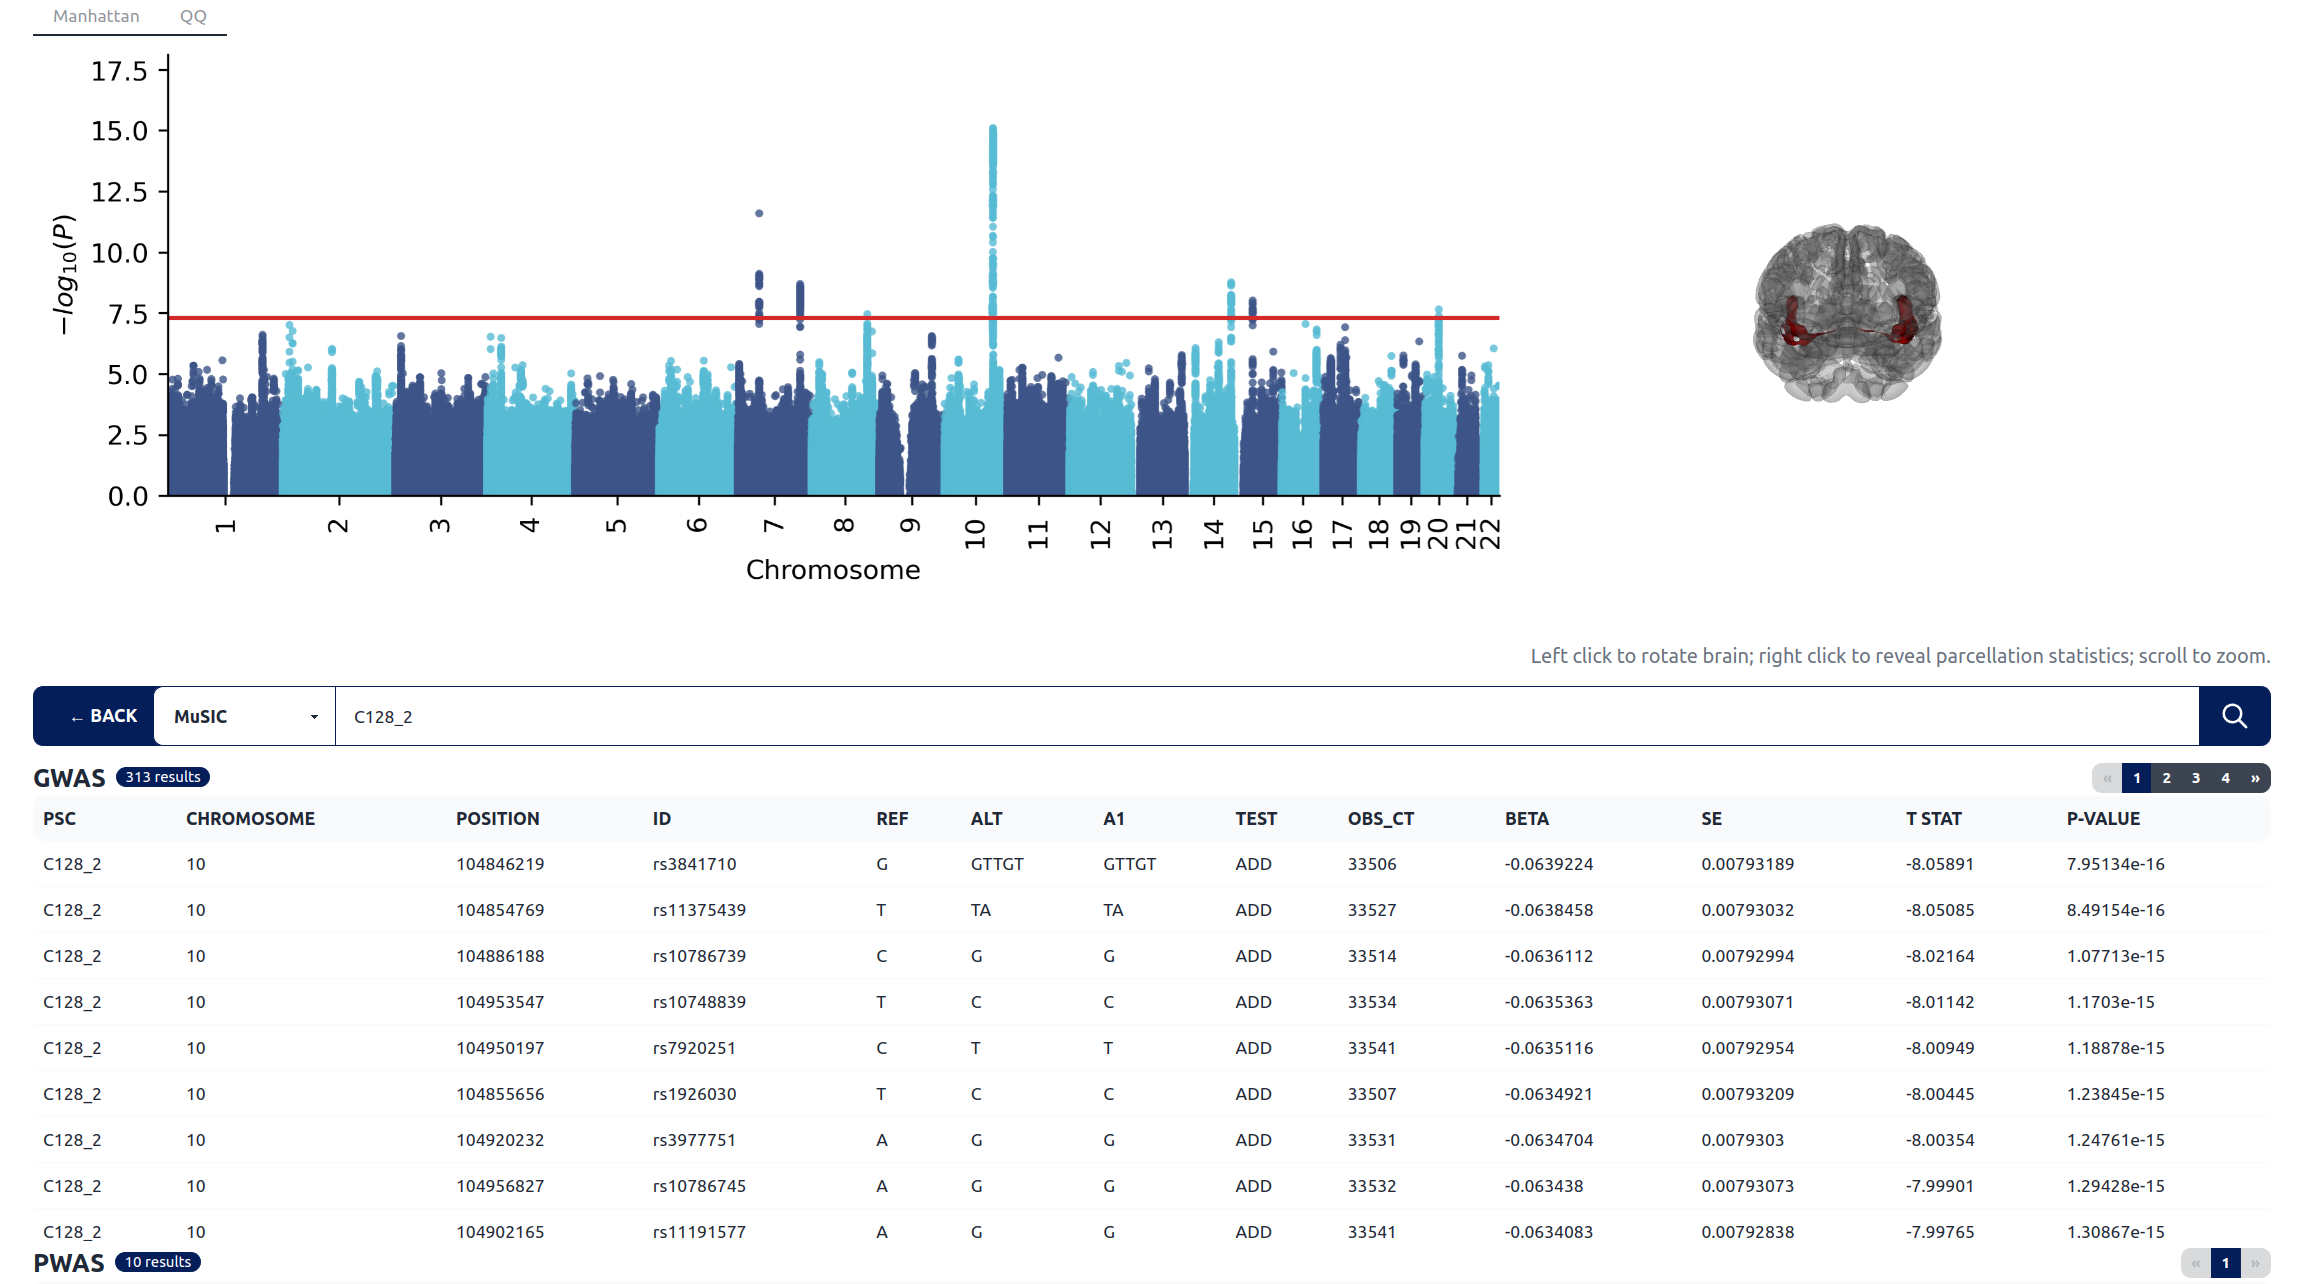 Manhattan QQ
17.5
15.0
12.5
10.0
7.5
5.0
2.5
0.0
−log10(P)
1 2 3 4 5 6 7 8 9 10 11 12 13 14 15 16 17 18 19 20 21 22
Chromosome
Left click to rotate brain; right click to reveal parcellation statistics; scroll to zoom.
← BACK MuSIC C128_2
GWAS 313 results « 1 2 3 4 »
PSC CHROMOSOME POSITION ID REF ALT A1 TEST OBS_CT BETA SE T STAT P-VALUE
C128_2 10 104846219 rs3841710 G GTTGT GTTGT ADD 33506 -0.0639224 0.00793189 -8.05891 7.95134e-16
C128_2 10 104854769 rs11375439 T TA TA ADD 33527 -0.0638458 0.00793032 -8.05085 8.49154e-16
C128_2 10 104886188 rs10786739 C G G ADD 33514 -0.0636112 0.00792994 -8.02164 1.07713e-15
C128_2 10 104953547 rs10748839 T C C ADD 33534 -0.0635363 0.00793071 -8.01142 1.1703e-15
C128_2 10 104950197 rs7920251 C T T ADD 33541 -0.0635116 0.00792954 -8.00949 1.18878e-15
C128_2 10 104855656 rs1926030 T C C ADD 33507 -0.0634921 0.00793209 -8.00445 1.23845e-15
C128_2 10 104920232 rs3977751 A G G ADD 33531 -0.0634704 0.0079303 -8.00354 1.24761e-15
C128_2 10 104956827 rs10786745 A G G ADD 33532 -0.063438 0.00793073 -7.99901 1.29428e-15
C128_2 10 104902165 rs11191577 A G G ADD 33541 -0.0634083 0.00792838 -7.99765 1.30867e-15
PWAS 10 results « 1 »